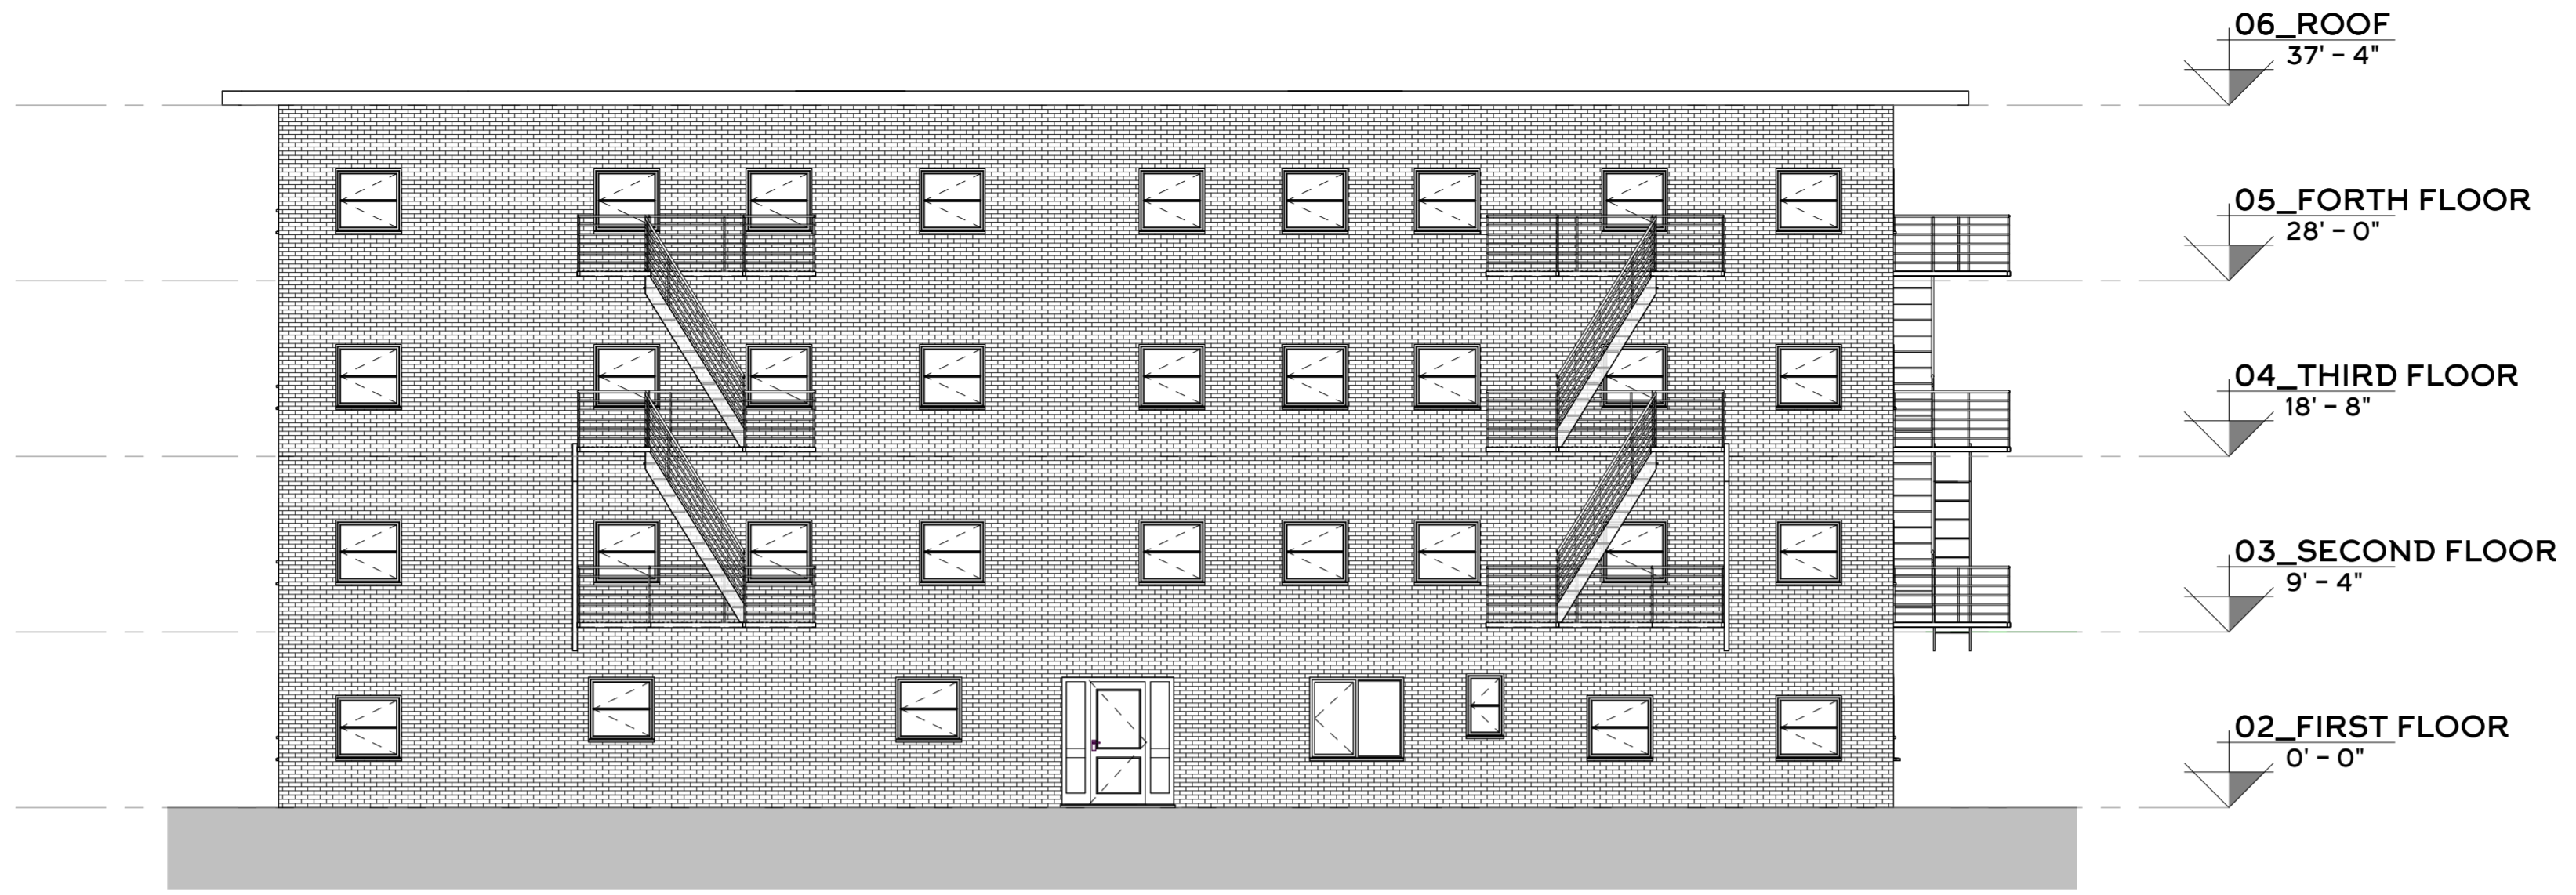 06_ROOF
37' - 4"
05_FORTH FLOOR
28' - 0"
04_THIRD FLOOR
18' - 8"
03_SECOND FLOOR
9' - 4"
02_FIRST FLOOR
0' - 0"